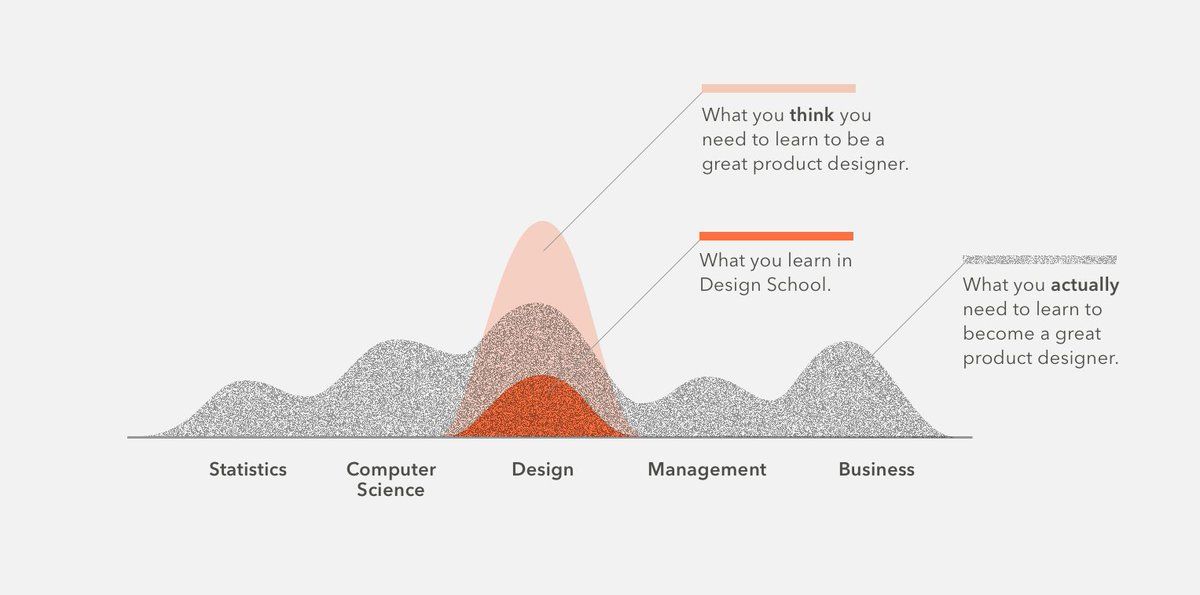 What you think you
need to learn to be a
great product designer.
What you learn in
Design School.
What you actually
need to learn to
become a great
product designer.
Statistics
Computer
Science
Design
Management
Business